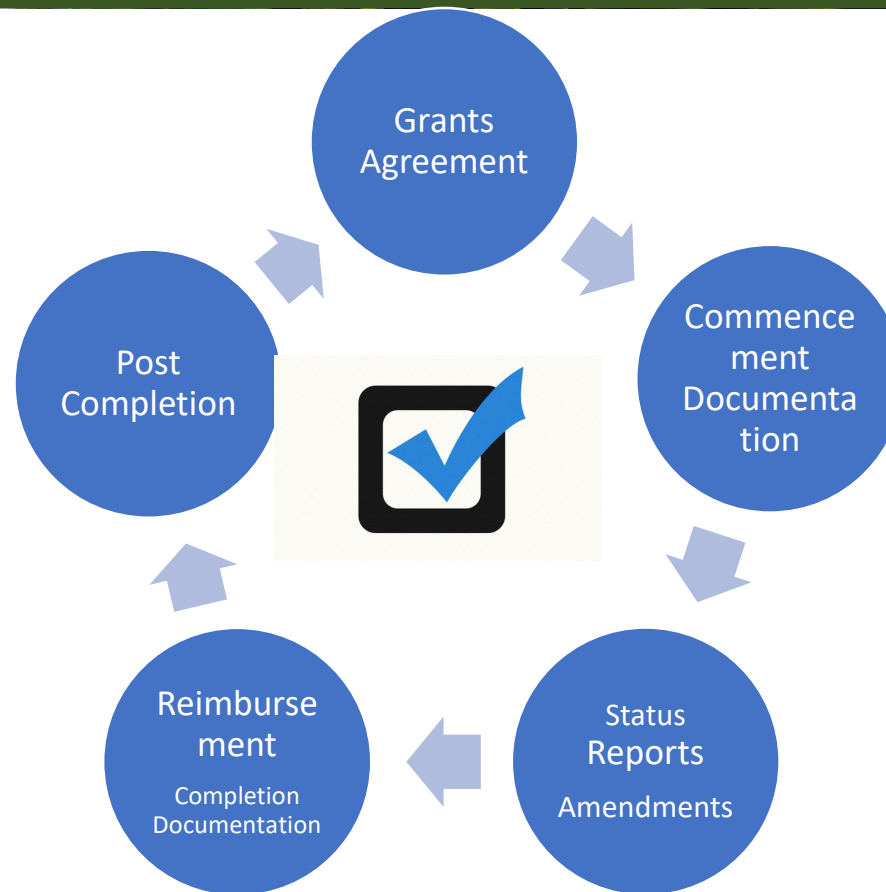 Grants
Agreement
Commence
ment
Documenta
tion
Status
Reports
Amendments
Reimburse
ment
Completion
Documentation
Post
Completion